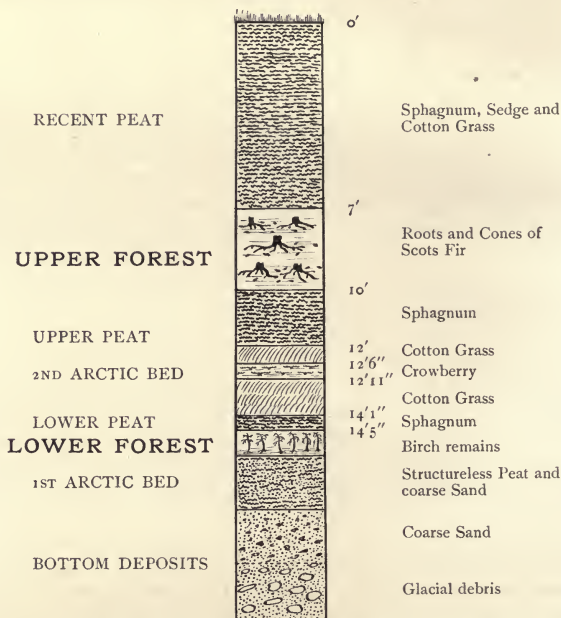 0'
RECENT PEAT
Sphagnum, Sedge and
Cotton Grass
7'
UPPER FOREST
Roots and Cones of
Scots Fir
10'
Sphagnum
UPPER PEAT
12'
Cotton Grass
12'6"
2ND ARCTIC BED
Crowberry
12'11"
Cotton Grass
14'1"
LOWER PEAT
Sphagnum
14'5"
LOWER FOREST
Birch remains
1ST ARCTIC BED
Structureless Peat and
coarse Sand
Coarse Sand
BOTTOM DEPOSITS
Glacial debris